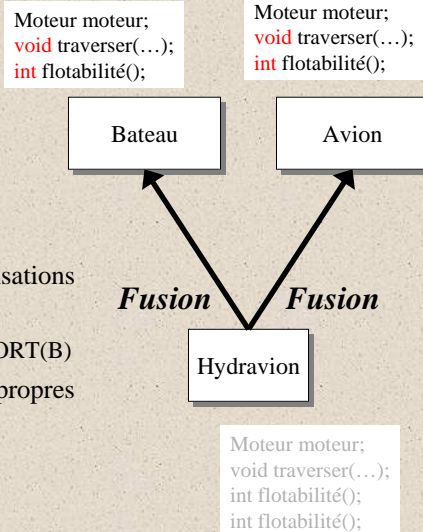 Moteur moteur;
void traverser(…);
int flotabilité();
Moteur moteur;
void traverser(…);
int flotabilité();
Bateau
Avion
sations
Fusion
Fusion
ORT(B)
propres
Hydravion
Moteur moteur;
void traverser(…);
int flotabilité();
int flotabilité();